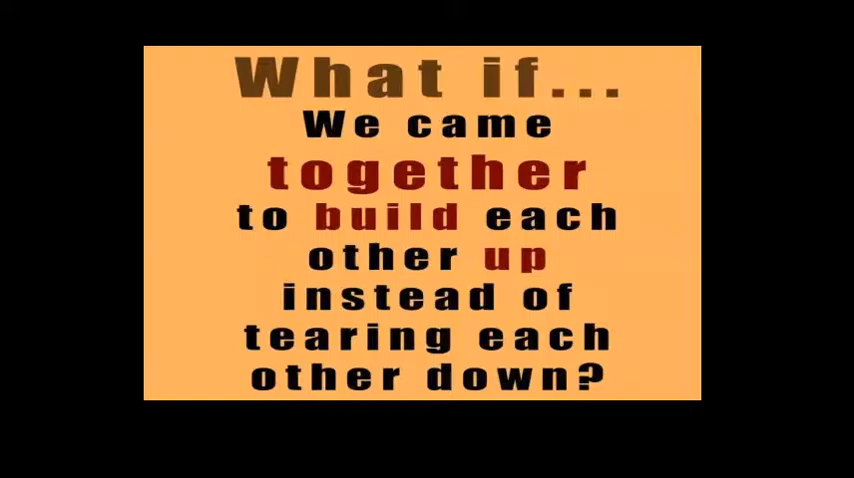 What if...
We came
together
to build each
other up
instead of
tearing each
other down?